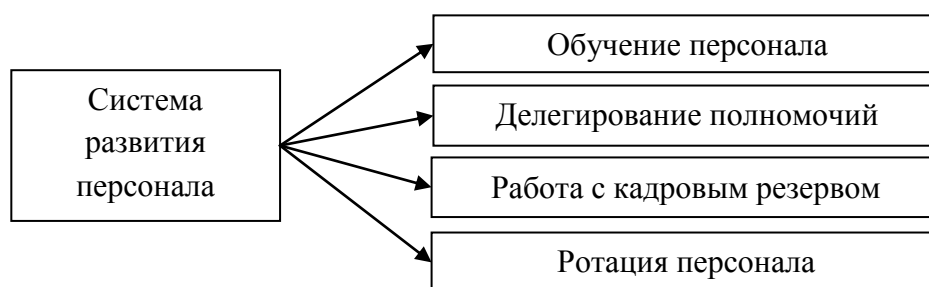 Система
развития
персонала
Обучение персонала
Делегирование полномочий
Работа с кадровым резервом
Ротация персонала